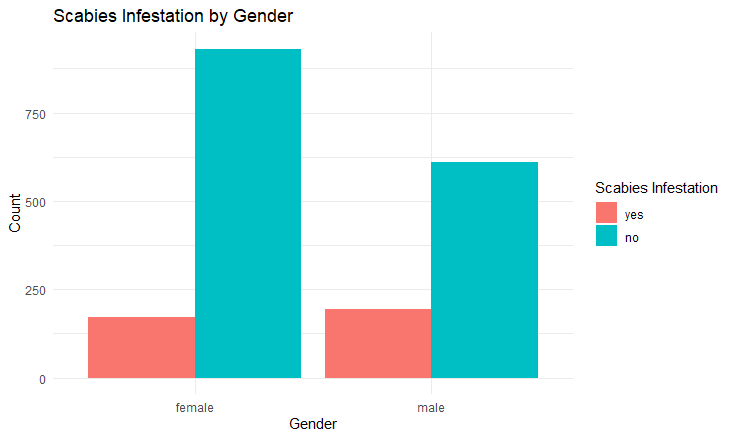 Scabies Infestation by Gender
750
500
250
0
Count
female
male
Gender
Scabies Infestation
yes
no